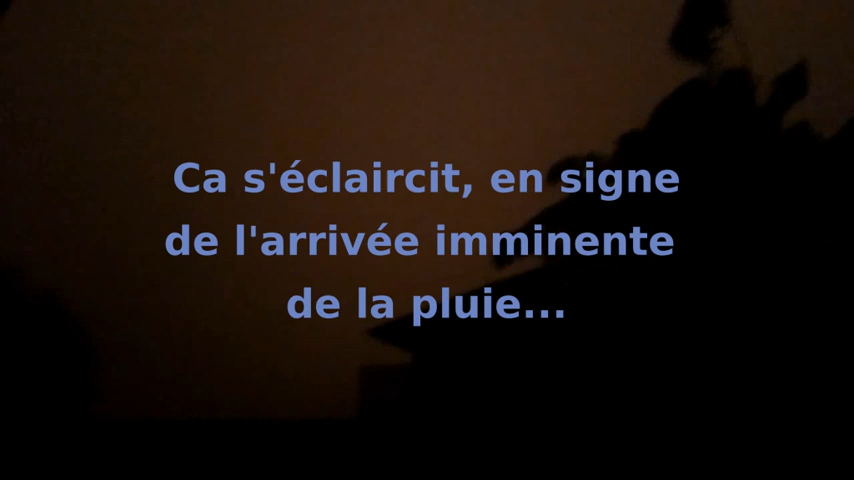 Ca s'éclaircit, en signe
de l'arrivée imminente
de la pluie...